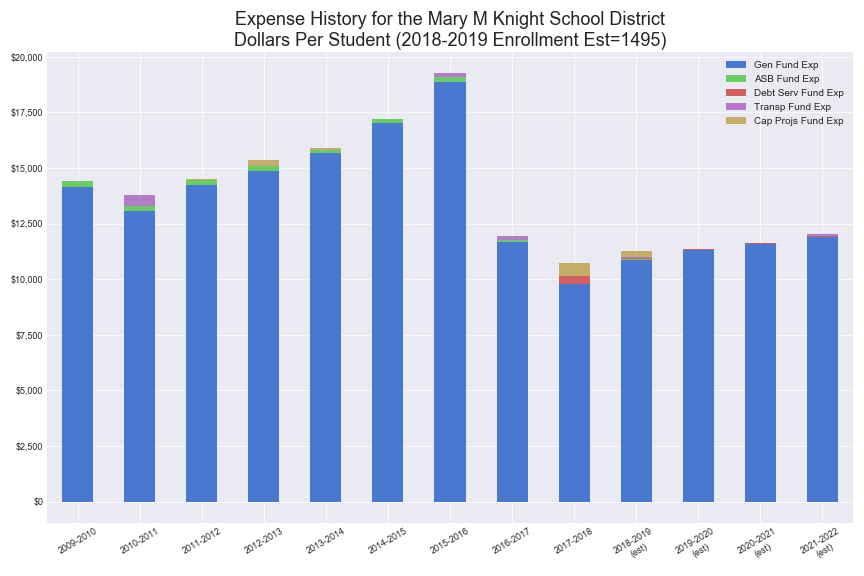 Expense History for the Mary M Knight School District
Dollars Per Student (2018-2019 Enrollment Est=1495)
$20,000
$17,500
$15,000
$12,500
$10,000
$7,500
$5,000
$2,500
$0
Gen Fund Exp
ASB Fund Exp
Debt Serv Fund Exp
Transp Fund Exp
Cap Projs Fund Exp
2009-2010
2010-2011
2011-2012
2012-2013
2013-2014
2014-2015
2015-2016
2016-2017
2017-2018
2018-2019
(est)
2019-2020
(est)
2020-2021
(est)
2021-2022
(est)